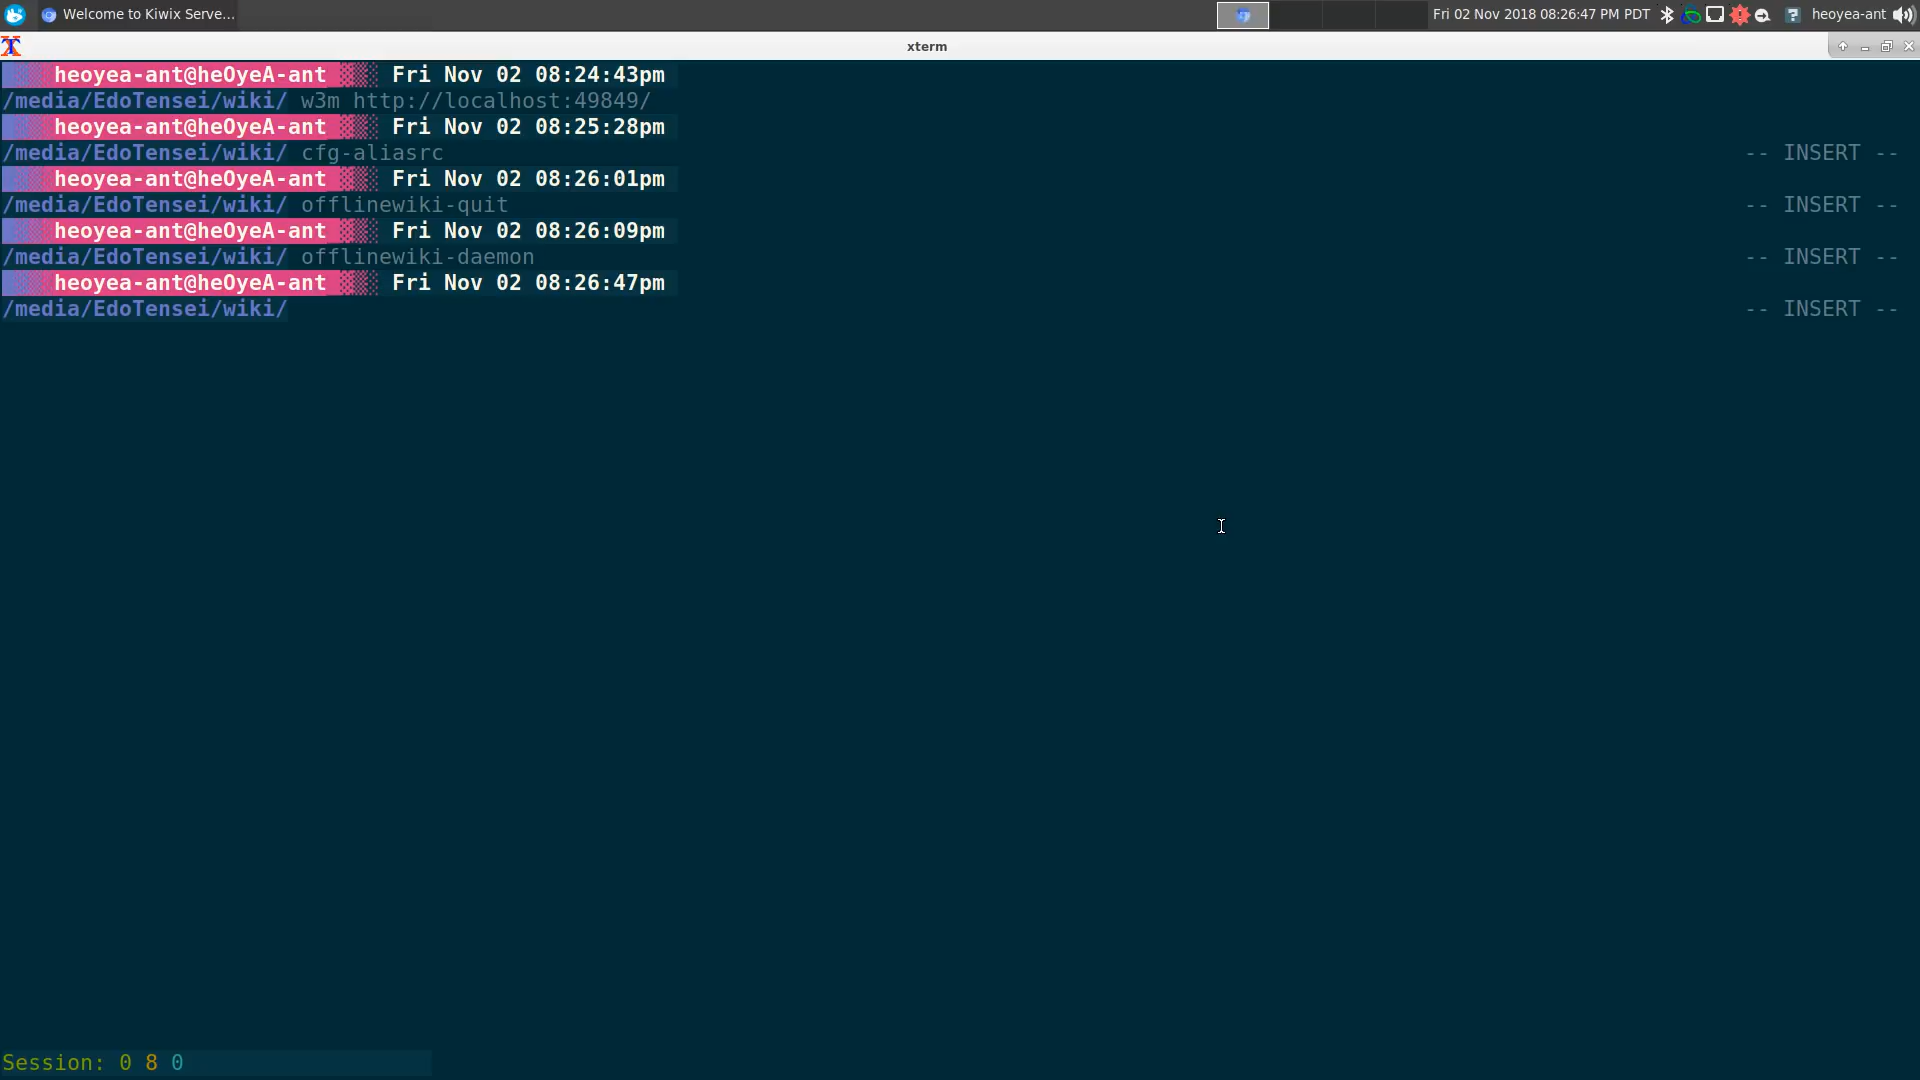 Welcome to Kiwix Serve... Fri 02 Nov 2018 08:26:47 PM PDT heoyea-ant
xterm
heoyea-ant@heOyeA-ant Fri Nov 02 08:24:43pm
/media/EdoTensei/wiki/ w3m http://localhost:49849/
heoyea-ant@heOyeA-ant Fri Nov 02 08:25:28pm
/media/EdoTensei/wiki/ cfg-aliasrc -- INSERT --
heoyea-ant@heOyeA-ant Fri Nov 02 08:26:01pm
/media/EdoTensei/wiki/ offlinewiki-quit -- INSERT --
heoyea-ant@heOyeA-ant Fri Nov 02 08:26:09pm
/media/EdoTensei/wiki/ offlinewiki-daemon -- INSERT --
heoyea-ant@heOyeA-ant Fri Nov 02 08:26:47pm
/media/EdoTensei/wiki/ -- INSERT --
Session: 0 8 0